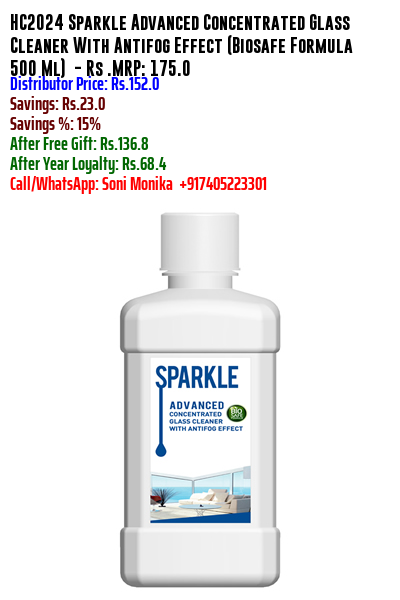 HC2024 Sparkle Advanced Concentrated Glass
Cleaner With Antifog Effect (Biosafe Formula
500 Ml)  - Rs .MRP: 175.0
Distributor Price: Rs.152.0
Savings: Rs.23.0
Savings %: 15%
After Free Gift: Rs.136.8
After Year Loyalty: Rs.68.4
Call/WhatsApp: Soni Monika  +917405223301
SPARKLE
ADVANCED
CONCENTRATED
GLASS CLEANER
WITH ANTIFOG EFFECT
Bio